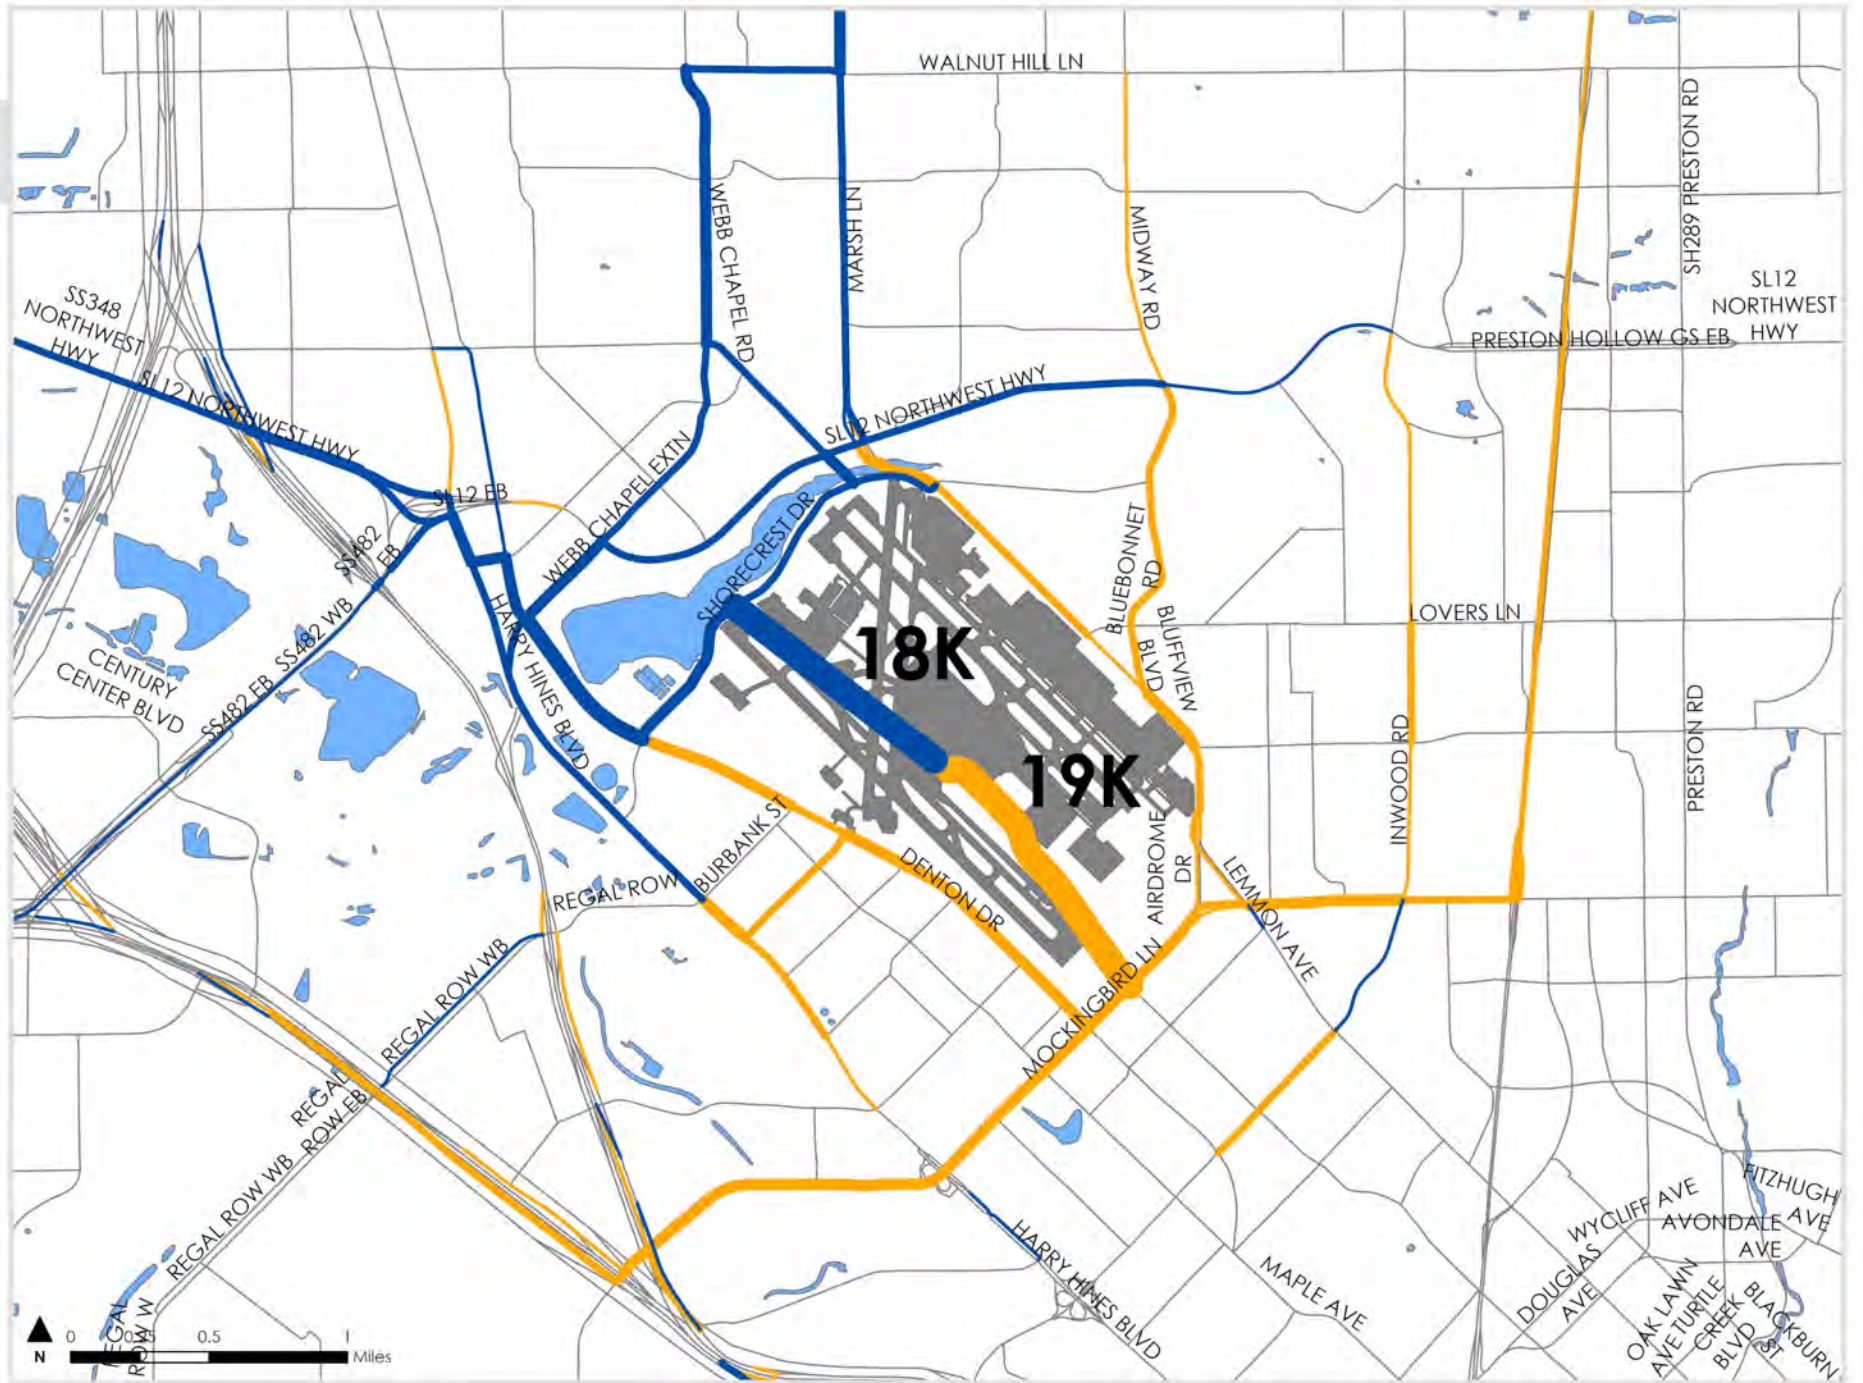 WALNUT HILL LN
SH289 PRESTON RD
WEBB CHAPEL RD
MARSH LN
MIDWAY RD
SS348
NORTHWEST
HWY
SL12
NORTHWEST
HWY
PRESTON HOLLOW GS EB
SL12 NORTHWEST HWY
SL12 NORTHWEST HWY
SL12 EB
WEBB CHAPEL EXTN
SHORECREST DR
SS482
EB
BLUEBONNET
RD
BLUFFVIEW
BLVD
LOVERS LN
HARRY HINES BLVD
SS482 WB
SS482 EB
CENTURY
CENTER BLVD
18K
19K
INWOOD RD
PRESTON RD
BURBANK ST
REGAL ROW
DENTON DR
AIRDROME
DR
LEMMON AVE
MOCKINGBIRD LN
REGAL ROW WB
REGAL
ROW EB
REGAL ROW WB
HARRY HINES BLVD
MAPLE AVE
WYCLIFF AVE
FITZHUGH
AVE
AVONDALE
AVE
DOUGLAS
AVE
OAK LAWN
AVE
TURTLE
CREEK
BLVD
BLACKBURN
ST
REGAL
ROW W
N
0 0.5 1
Miles